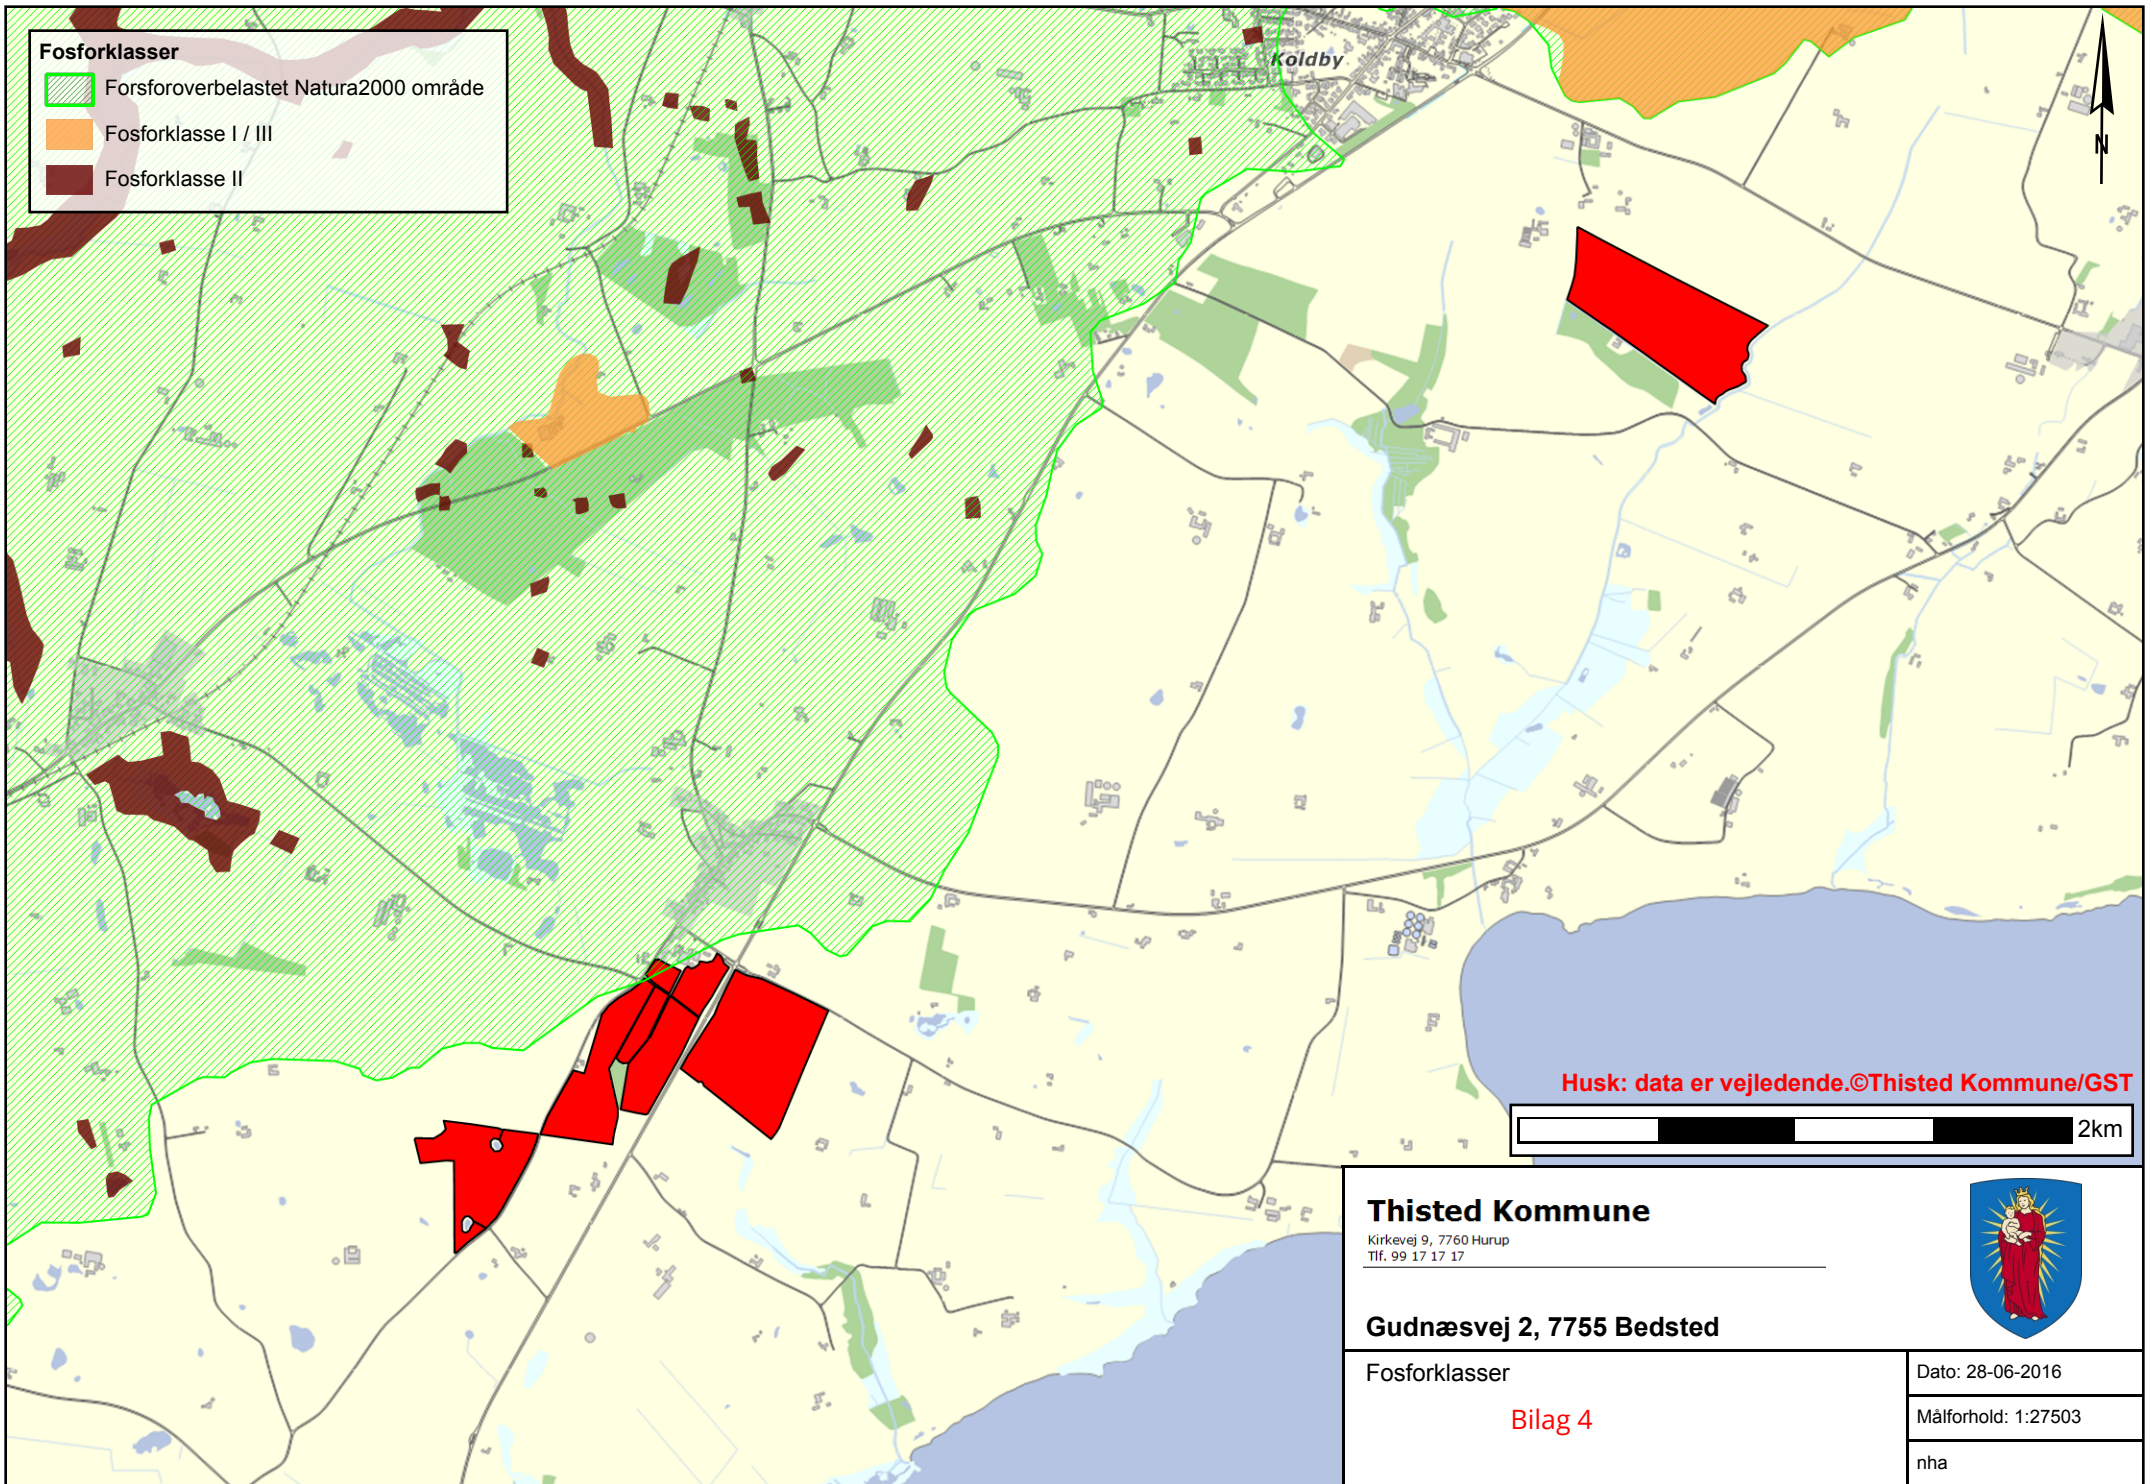 Fosforklasser
Forsforoverbelastet Natura2000 område
Fosforklasse I / III
Fosforklasse II
Koldby
N
Husk: data er vejledende.©Thisted Kommune/GST
2km
Thisted Kommune
Kirkevej 9, 7760 Hurup
Tlf. 99 17 17 17
Gudnæsvej 2, 7755 Bedsted
Fosforklasser
Bilag 4
Dato: 28-06-2016
Målforhold: 1:27503
nha